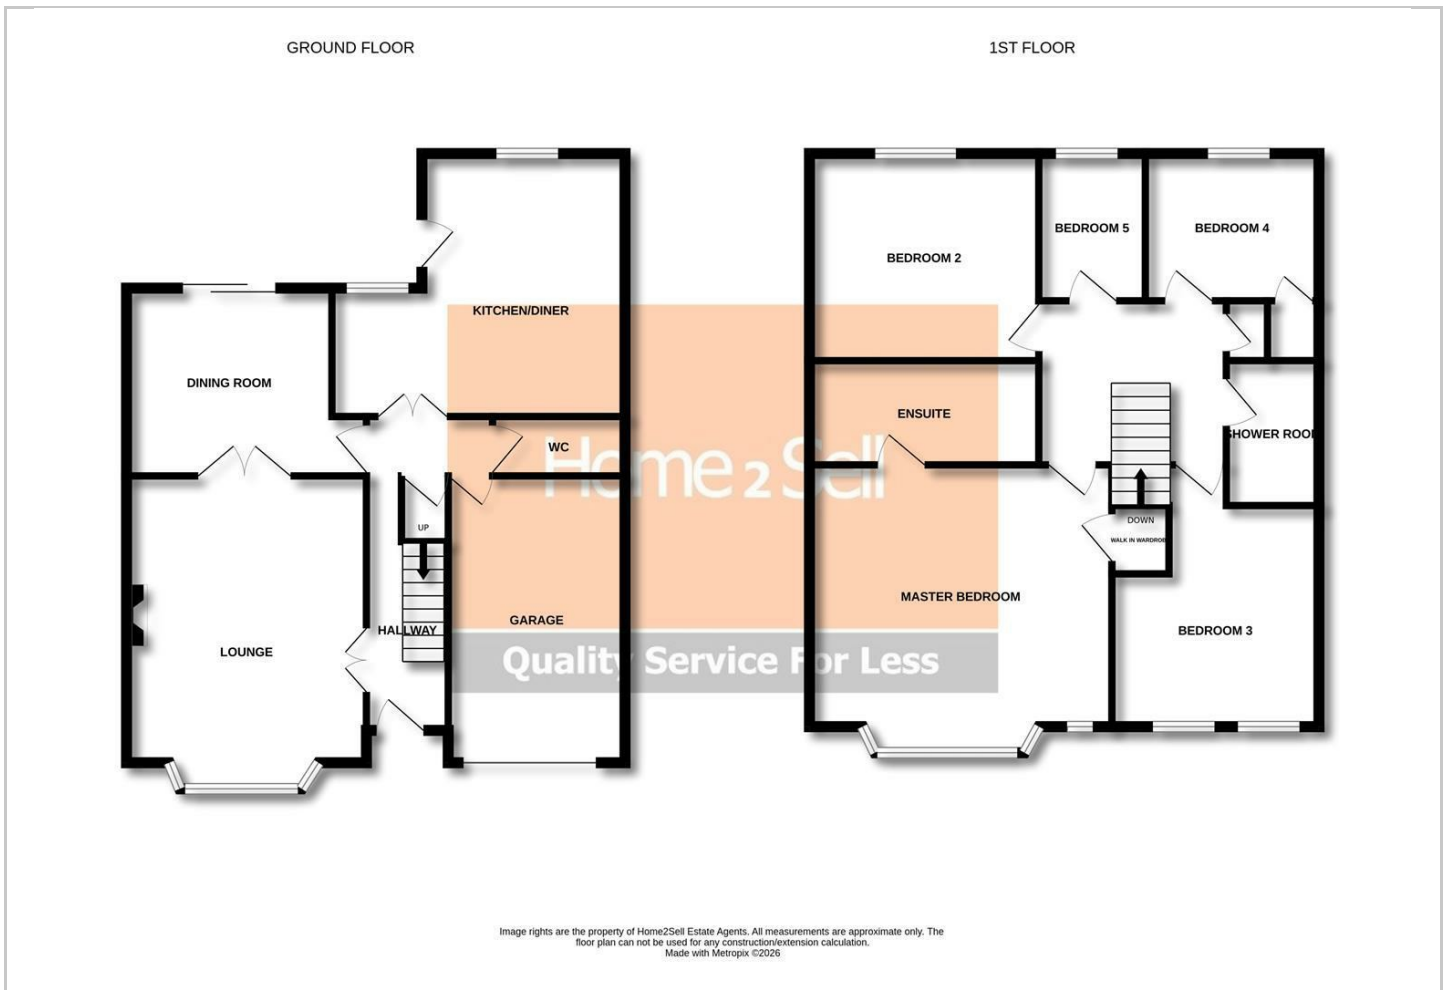 GROUND FLOOR
1ST FLOOR
KITCHEN/DINER
DINING ROOM
WC
UP
LOUNGE
HALLWAY
GARAGE
BEDROOM 2
BEDROOM 5
BEDROOM 4
ENSUITE
SHOWER ROOM
DOWN
WALK IN WARDROBE
MASTER BEDROOM
BEDROOM 3
Home2Sell
Quality Service For Less
Image rights are the property of Home2Sell Estate Agents. All measurements are approximate only. The
floor plan can not be used for any construction/extension calculation.
Made with Metropix ©2026